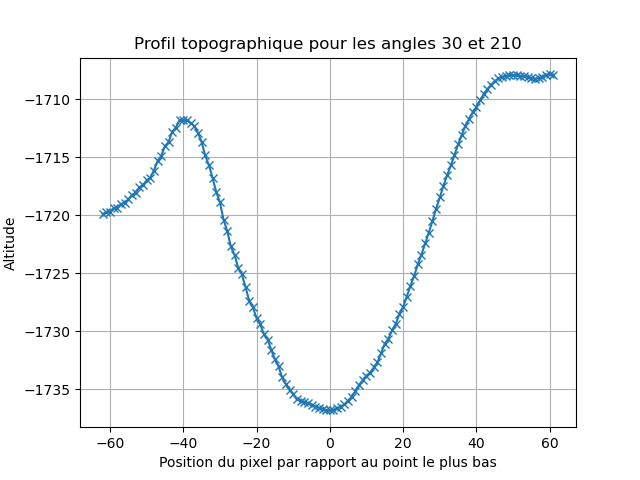 Profil topographique pour les angles 30 et 210
Altitude
−1710
−1715
−1720
−1725
−1730
−1735
−60 −40 −20 0 20 40 60
Position du pixel par rapport au point le plus bas